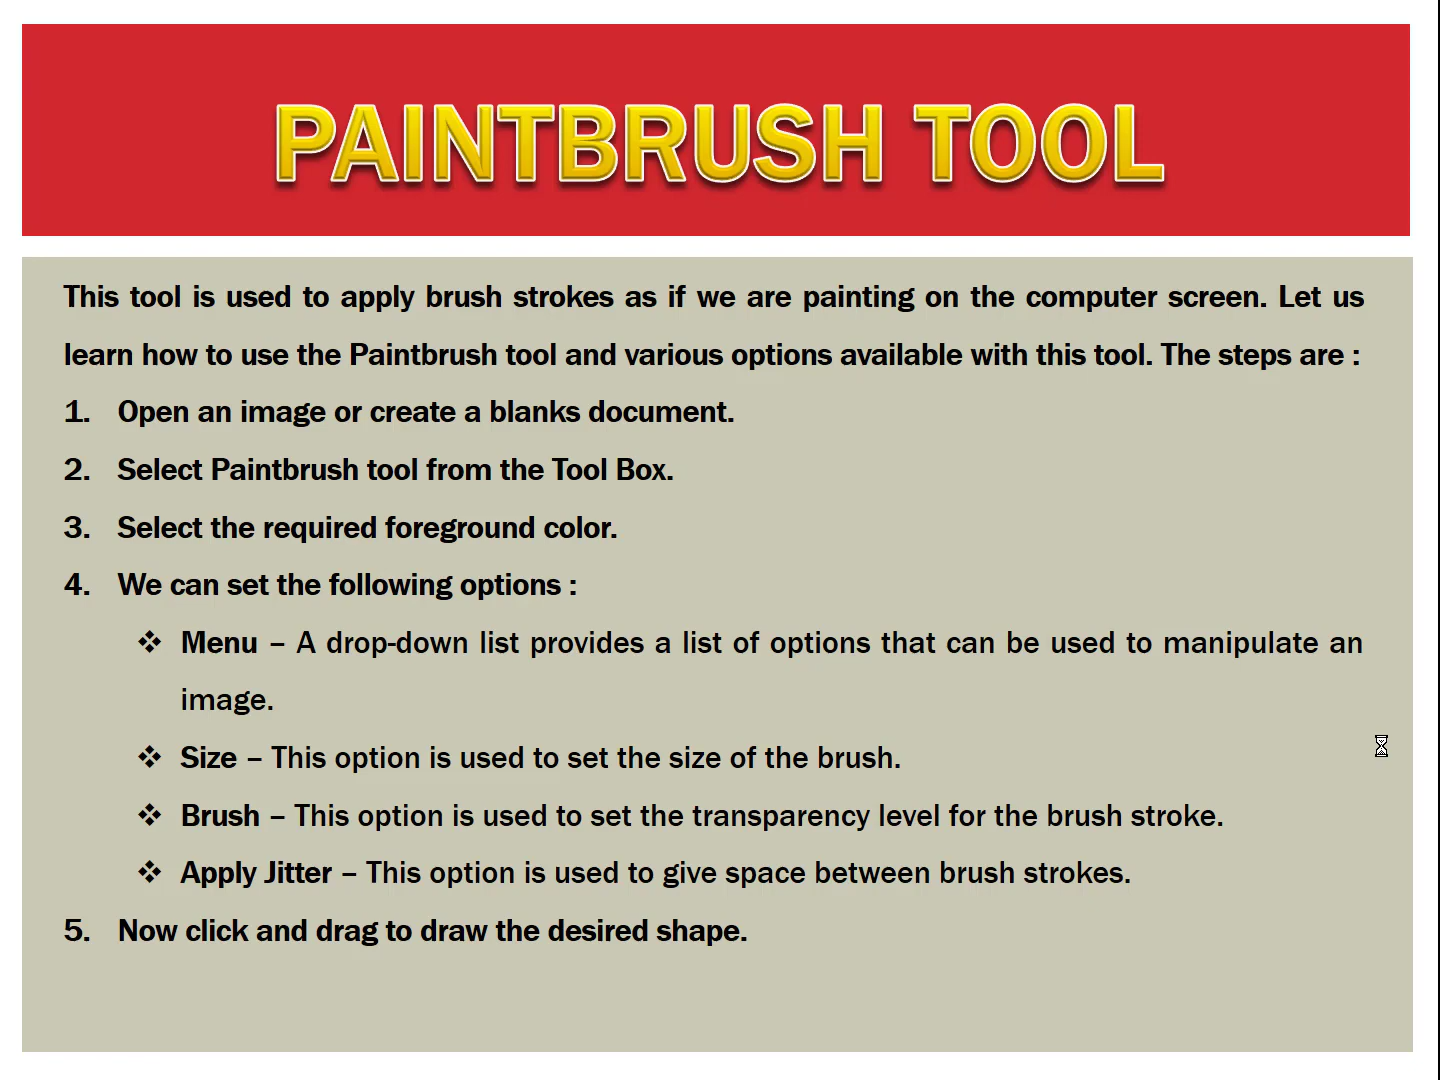 PAINTBRUSH TOOL
This tool is used to apply brush strokes as if we are painting on the computer screen. Let us
learn how to use the Paintbrush tool and various options available with this tool. The steps are :
1. Open an image or create a blanks document.
2. Select Paintbrush tool from the Tool Box.
3. Select the required foreground color.
4. We can set the following options :
❖ Menu – A drop-down list provides a list of options that can be used to manipulate an
image.
❖ Size – This option is used to set the size of the brush.
❖ Brush – This option is used to set the transparency level for the brush stroke.
❖ Apply Jitter – This option is used to give space between brush strokes.
5. Now click and drag to draw the desired shape.